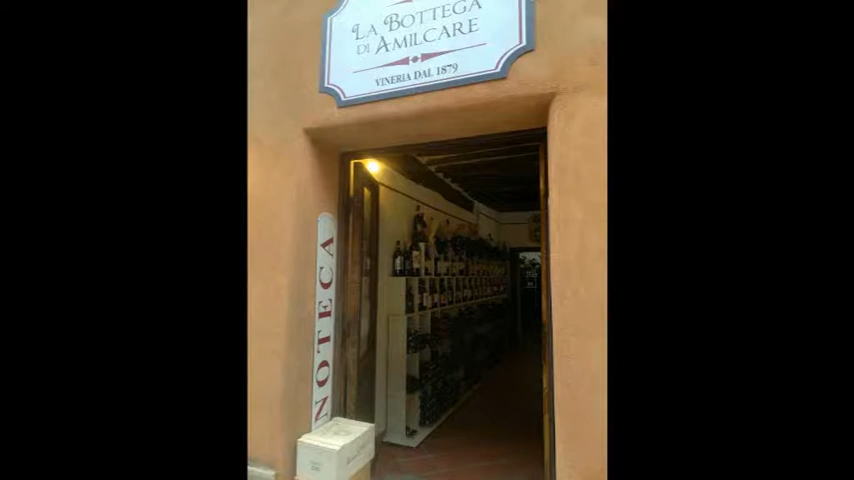 LA BOTTEGA
DI AMILCARE
VINERIA DAL 1879
NOTECA